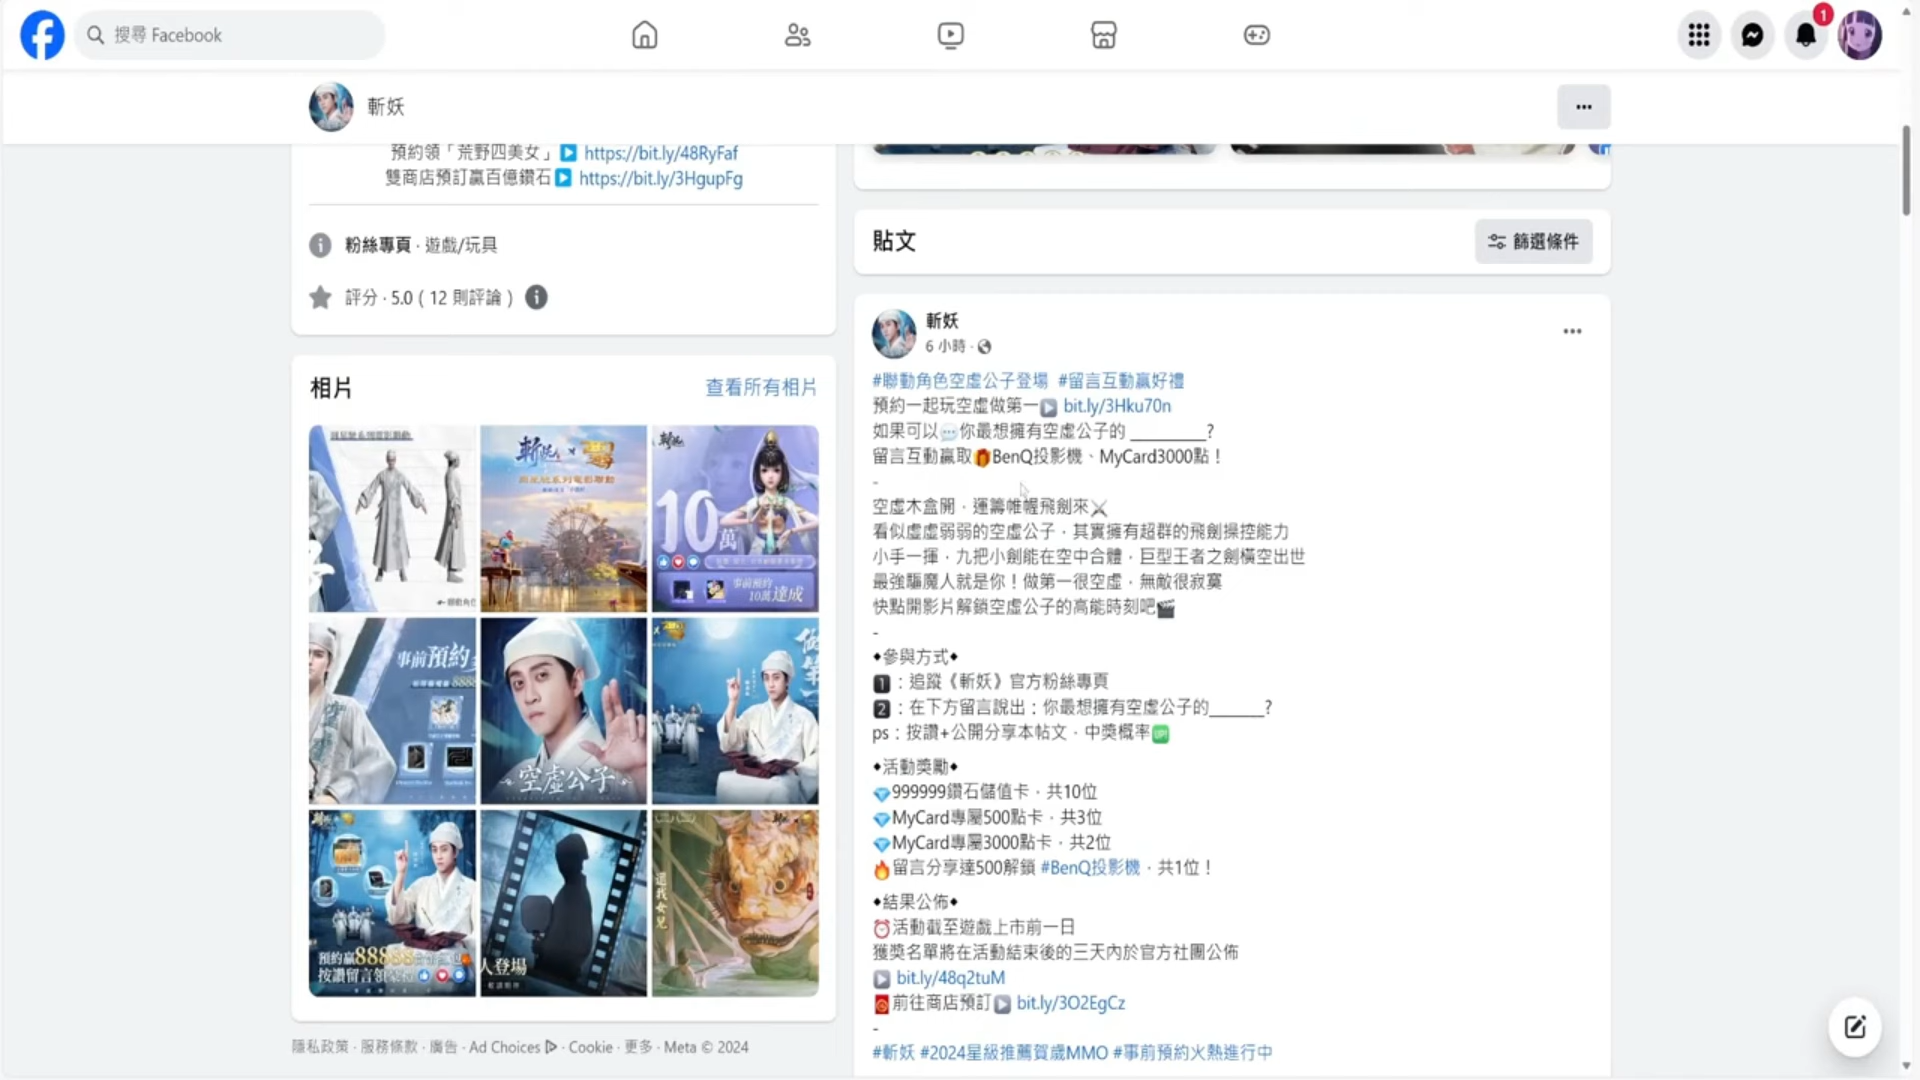 搜尋 Facebook
1
斬妖
預約領「荒野四美女」▶ https://bit.ly/48RyFaf
雙商店預訂贏百億鑽石▶ https://bit.ly/3HgupFg
粉絲專頁 · 遊戲/玩具
評分 · 5.0 ( 12 則評論 )
相片
查看所有相片
斬妖
10萬
事前預約
10萬達成
事前預約
空虛公子
預約贏88888
按讚留言領豪禮
人登場
還我女兒
隱私政策 · 服務條款 · 廣告 · Ad Choices ▷ · Cookie · 更多 · Meta © 2024
貼文
篩選條件
斬妖
6 小時 ·
#聯動角色空虛公子登場 #留言互動贏好禮
預約一起玩空虛做第一▶ bit.ly/3Hku70n
如果可以💬你最想擁有空虛公子的 _________?
留言互動贏取🎁BenQ投影機、MyCard3000點！
-
空虛木盒開，運籌帷幄飛劍來⚔
看似虛虛弱弱的空虛公子，其實擁有超群的飛劍操控能力
小手一揮，九把小劍能在空中合體，巨型王者之劍橫空出世
最強驅魔人就是你！做第一很空虛，無敵很寂寞
快點開影片解鎖空虛公子的高能時刻吧🎬
-
◆參與方式◆
1：追蹤《斬妖》官方粉絲專頁
2：在下方留言說出：你最想擁有空虛公子的______?
ps：按讚+公開分享本帖文，中獎概率🆙
◆活動獎勵◆
💎999999鑽石儲值卡，共10位
💎MyCard專屬500點卡，共3位
💎MyCard專屬3000點卡，共2位
🔥留言分享達500解鎖 #BenQ投影機，共1位！
◆結果公佈◆
⏰活動截至遊戲上市前一日
獲獎名單將在活動結束後的三天內於官方社團公佈
▶ bit.ly/48q2tuM
🧧前往商店預訂▶ bit.ly/3O2EgCz
-
#斬妖 #2024星級推薦賀歲MMO #事前預約火熱進行中